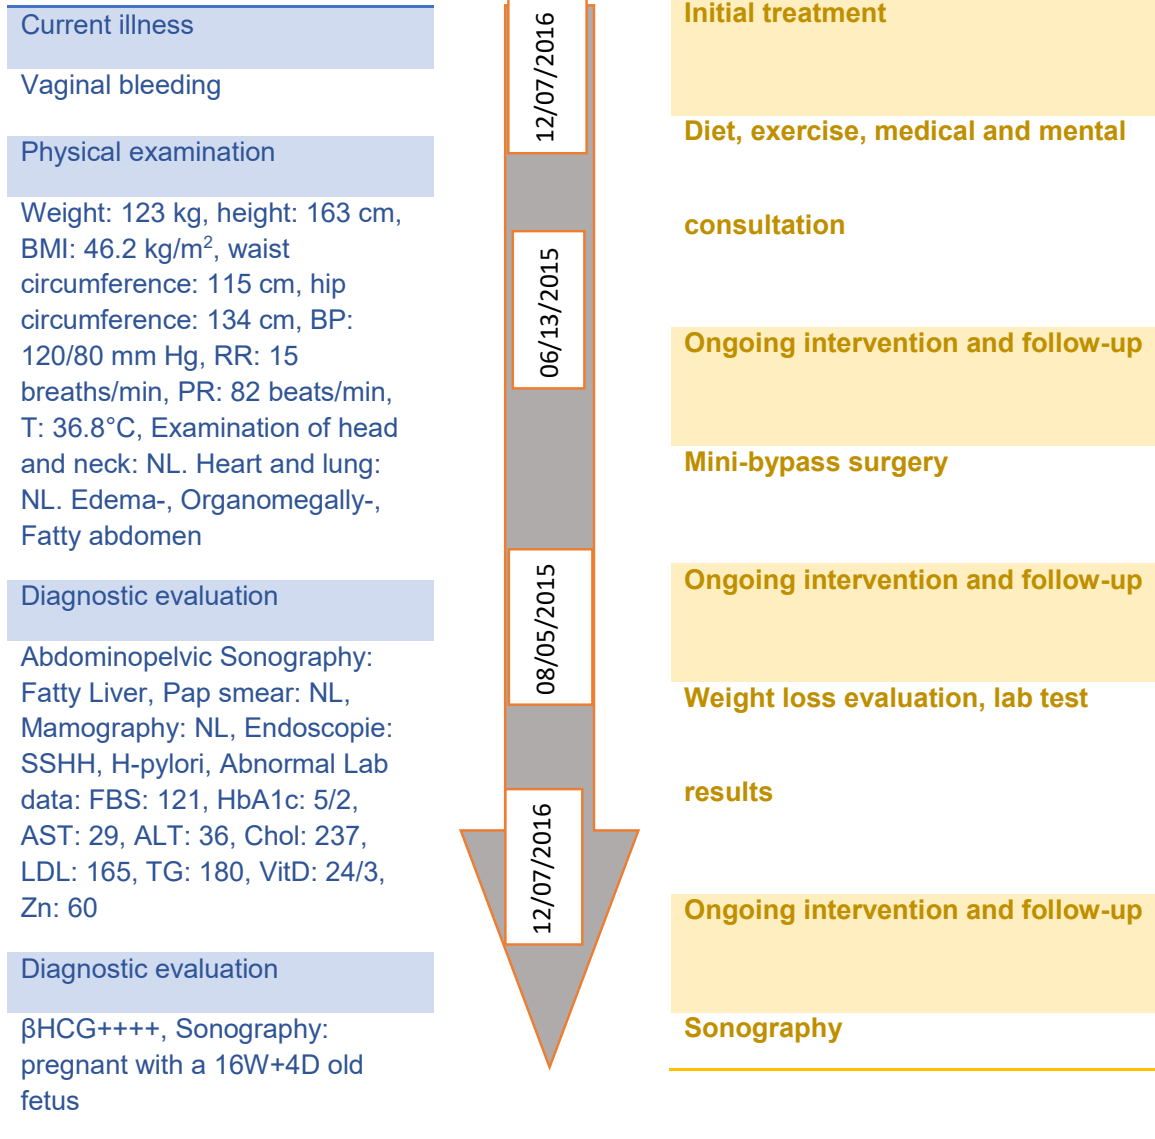 Current illness
Vaginal bleeding
Physical examination
Weight: 123 kg, height: 163 cm,
BMI: 46.2 kg/m², waist
circumference: 115 cm, hip
circumference: 134 cm, BP:
120/80 mm Hg, RR: 15
breaths/min, PR: 82 beats/min,
T: 36.8°C, Examination of head
and neck: NL. Heart and lung:
NL. Edema-, Organomegally-,
Fatty abdomen
Diagnostic evaluation
Abdominopelvic Sonography:
Fatty Liver, Pap smear: NL,
Mamography: NL, Endoscopie:
SSHH, H-pylori, Abnormal Lab
data: FBS: 121, HbA1c: 5/2,
AST: 29, ALT: 36, Chol: 237,
LDL: 165, TG: 180, VitD: 24/3,
Zn: 60
Diagnostic evaluation
βHCG++++, Sonography:
pregnant with a 16W+4D old
fetus
12/07/2016
06/13/2015
08/05/2015
12/07/2016
Initial treatment
Diet, exercise, medical and mental
consultation
Ongoing intervention and follow-up
Mini-bypass surgery
Ongoing intervention and follow-up
Weight loss evaluation, lab test
results
Ongoing intervention and follow-up
Sonography